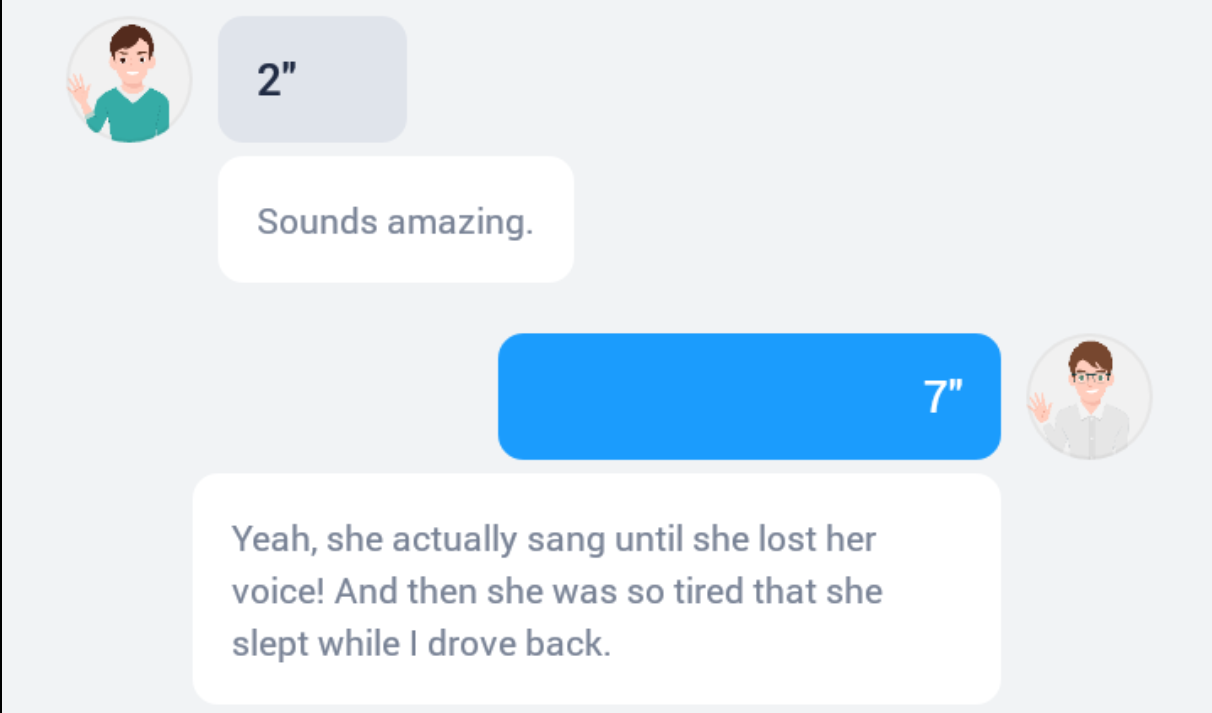 2"
Sounds amazing.
7"
Yeah, she actually sang until she lost her
voice! And then she was so tired that she
slept while I drove back.